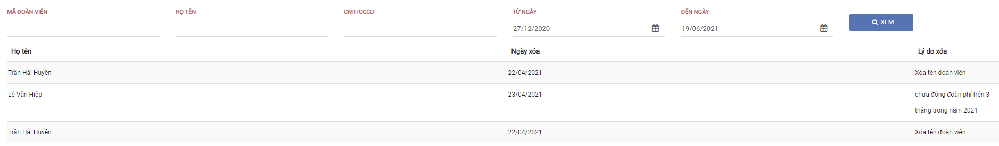 MÃ ĐOÀN VIÊN HỌ TÊN CMT/CCCD TỪ NGÀY ĐẾN NGÀY
27/12/2020 19/06/2021 XEM
Họ tên Ngày xóa Lý do xóa
Trần Hải Huyền 22/04/2021 Xóa tên đoàn viên
Lê Văn Hiệp 23/04/2021 chưa đóng đoàn phí trên 3
tháng trong năm 2021
Trần Hải Huyền 22/04/2021 Xóa tên đoàn viên